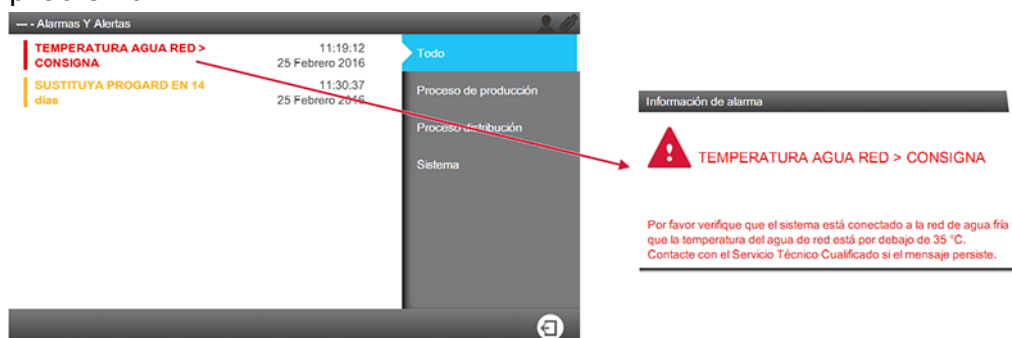 --- - Alarmas Y Alertas
TEMPERATURA AGUA RED >
CONSIGNA
11:19:12
25 Febrero 2016
SUSTITUYA PROGARD EN 14
días
11:30:37
25 Febrero 2016
Todo
Proceso de producción
Proceso distribución
Sistema
Información de alarma
TEMPERATURA AGUA RED > CONSIGNA
Por favor verifique que el sistema está conectado a la red de agua fría
que la temperatura del agua de red está por debajo de 35 °C.
Contacte con el Servicio Técnico Cualificado si el mensaje persiste.